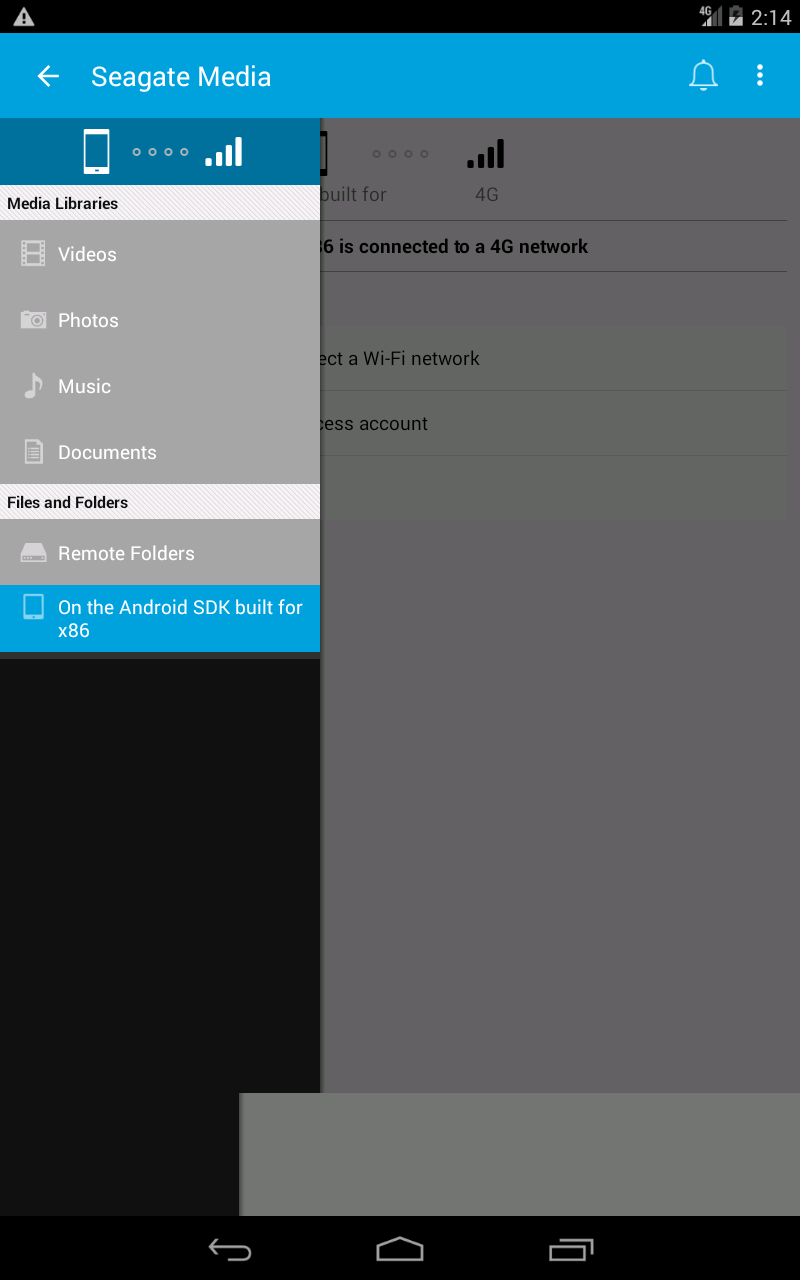 4G 2:14
Seagate Media
built for 4G
Media Libraries
6 is connected to a 4G network
Videos
Photos
ect a Wi-Fi network
Music
cess account
Documents
Files and Folders
Remote Folders
On the Android SDK built for
x86